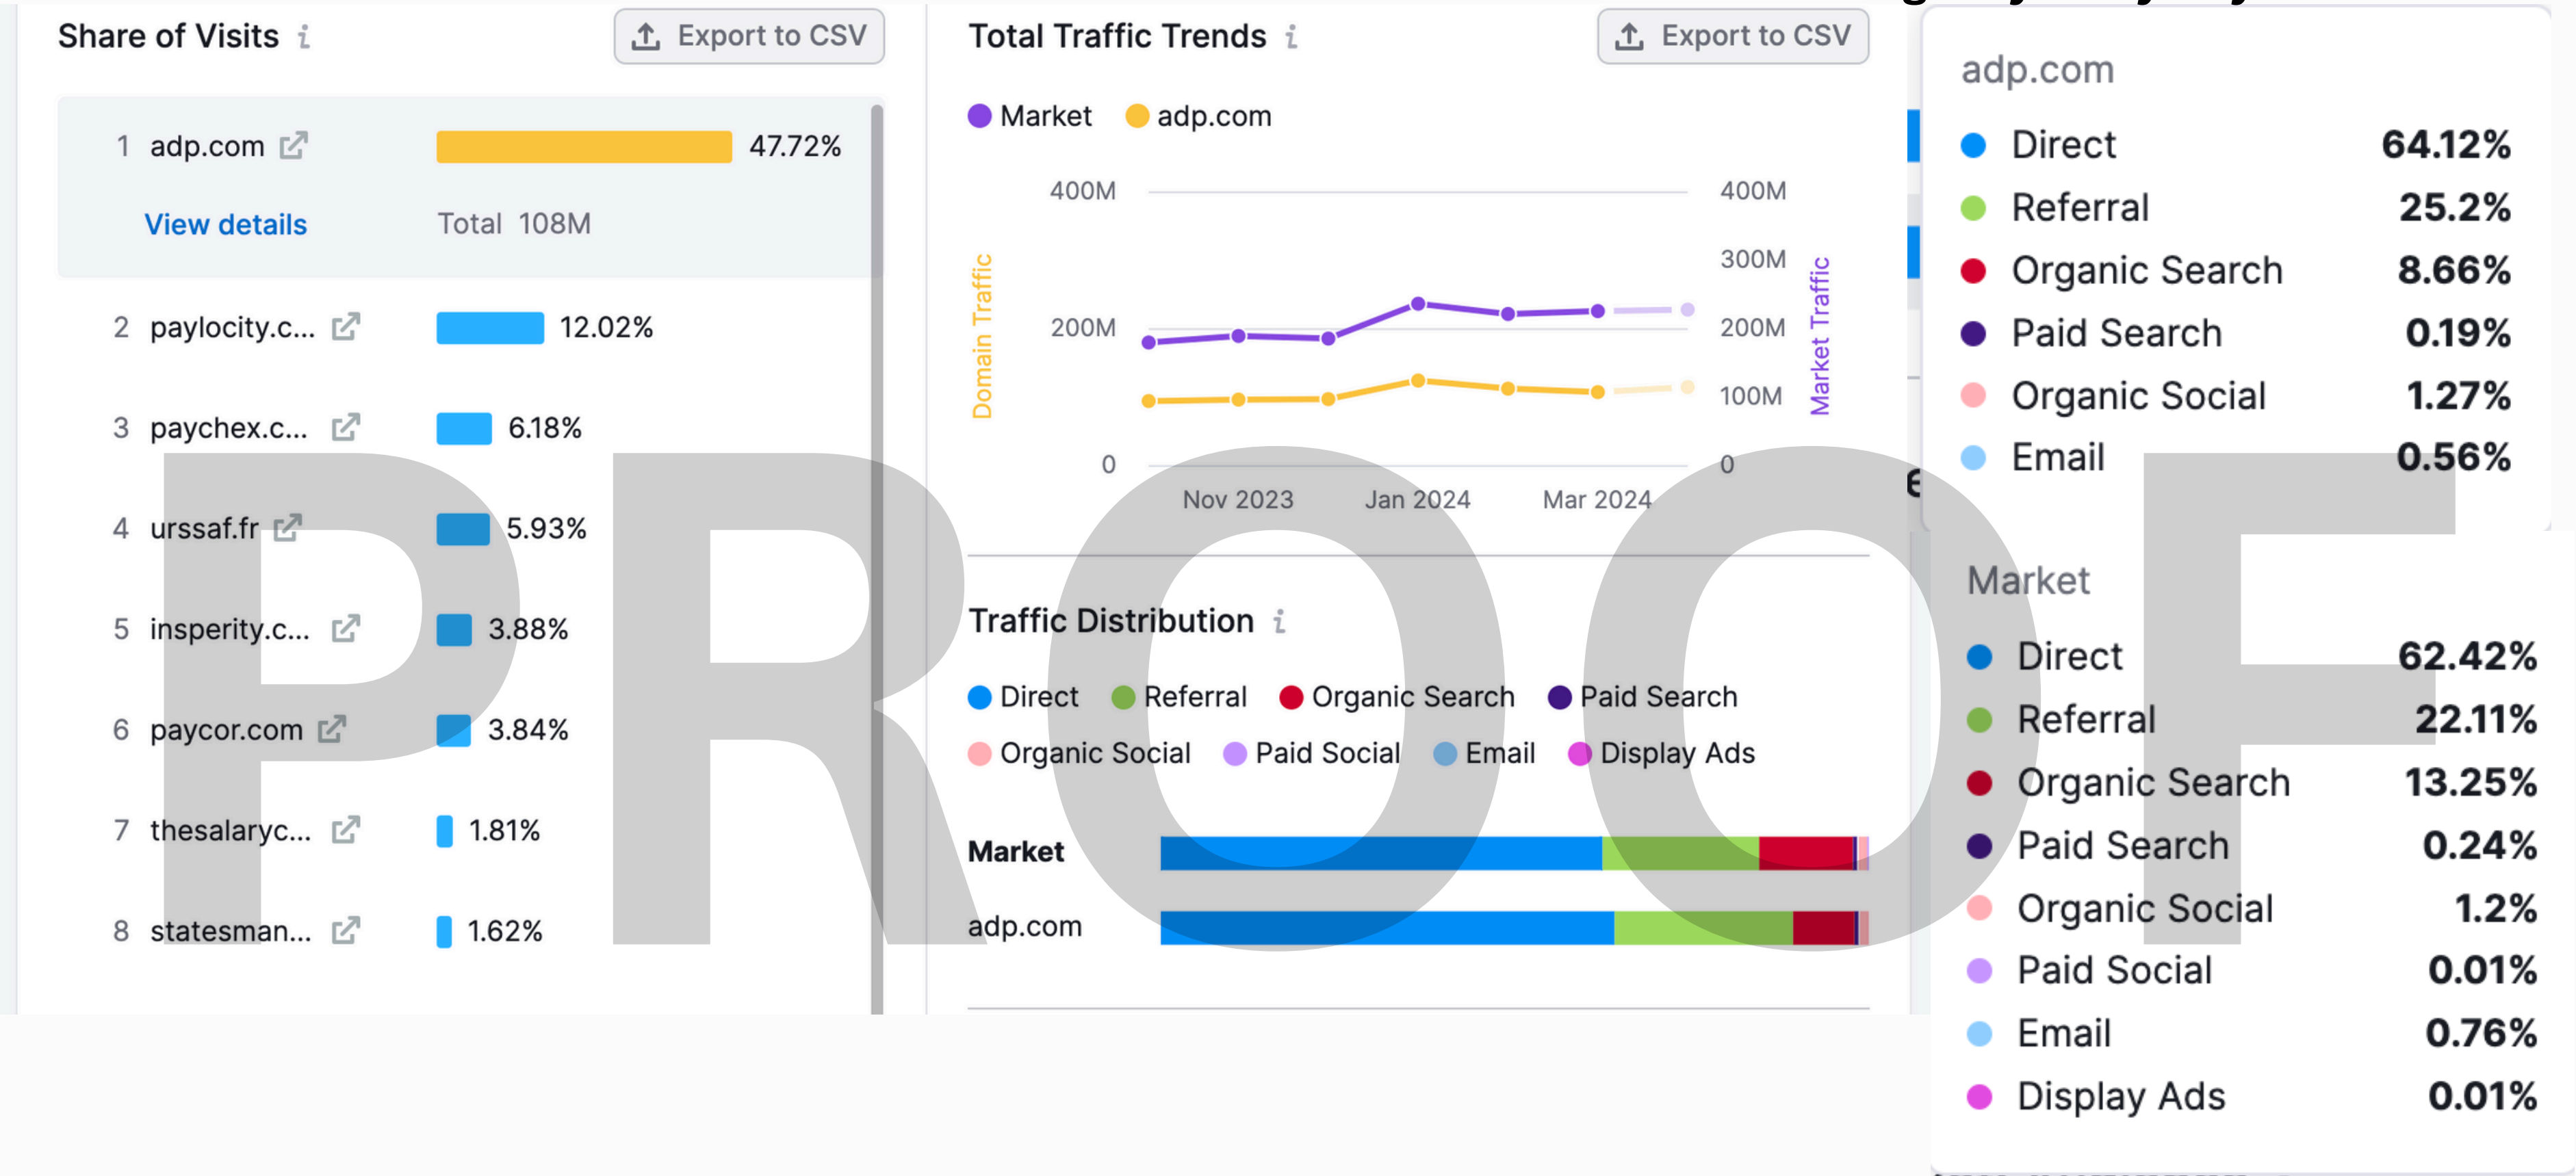 Share of Visits i
Export to CSV
1 adp.com 47.72%
View details Total 108M
2 paylocity.c... 12.02%
3 paychex.c... 6.18%
4 urssaf.fr 5.93%
5 insperity.c... 3.88%
6 paycor.com 3.84%
7 thesalaryc... 1.81%
8 statesman... 1.62%
Total Traffic Trends i
Export to CSV
Market adp.com
400M 400M
300M
200M 200M
100M
0 0
Domain Traffic
Market Traffic
Nov 2023 Jan 2024 Mar 2024
Traffic Distribution i
Direct Referral Organic Search Paid Search
Organic Social Paid Social Email Display Ads
Market
adp.com
adp.com
Direct 64.12%
Referral 25.2%
Organic Search 8.66%
Paid Search 0.19%
Organic Social 1.27%
Email 0.56%
Market
Direct 62.42%
Referral 22.11%
Organic Search 13.25%
Paid Search 0.24%
Organic Social 1.2%
Paid Social 0.01%
Email 0.76%
Display Ads 0.01%
PROOF